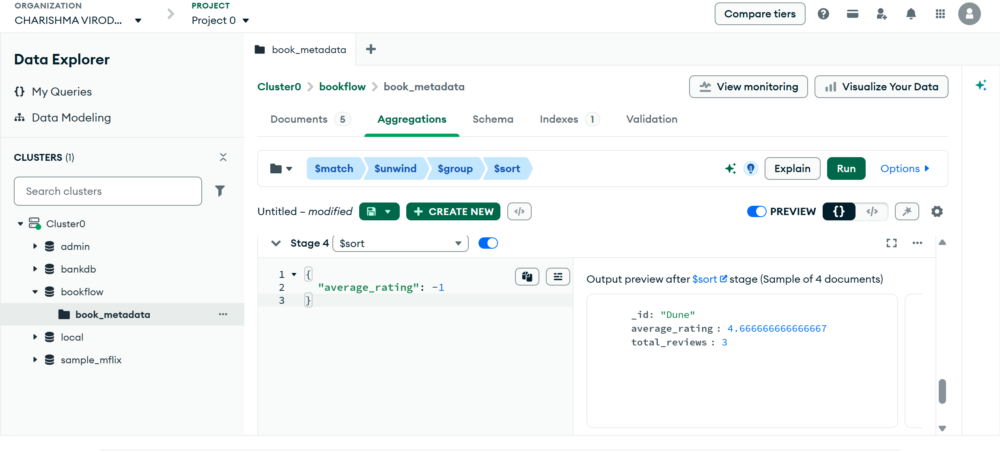 ORGANIZATION
CHARISHMA VIROD...
PROJECT
Project 0
Compare tiers
Data Explorer
My Queries
Data Modeling
CLUSTERS (1)
Search clusters
Cluster0
admin
bankdb
bookflow
book_metadata
local
sample_mflix
book_metadata
Cluster0 bookflow book_metadata
View monitoring
Visualize Your Data
Documents 5 Aggregations Schema Indexes 1 Validation
$match $unwind $group $sort
Explain
Run
Options
Untitled – modified
+ CREATE NEW
</>
PREVIEW
{}
</>
Stage 4 $sort
1 {
2 "average_rating": -1
3 }
Output preview after $sort stage (Sample of 4 documents)
_id: "Dune"
average_rating : 4.666666666666667
total_reviews : 3